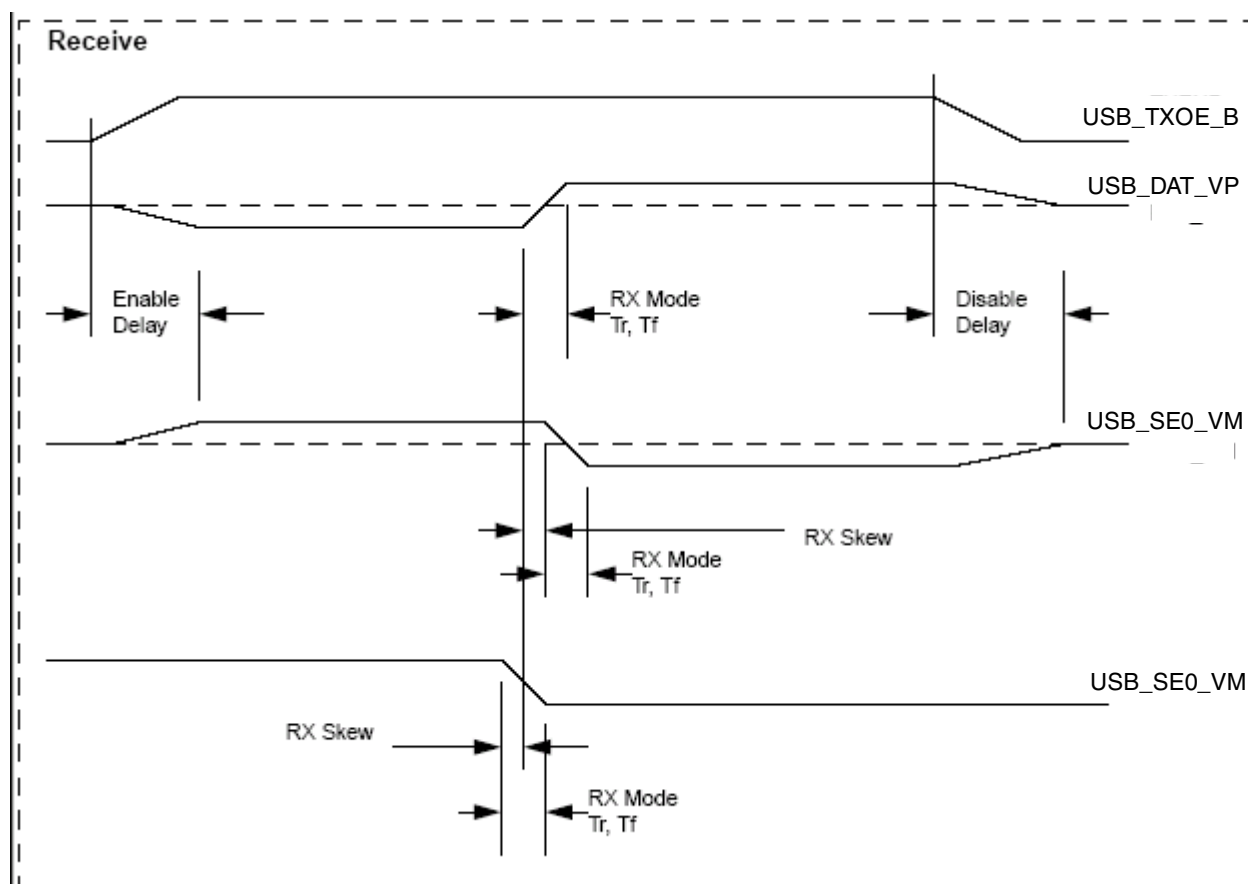 Receive
USB_TXOE_B
USB_DAT_VP
Enable
Delay
RX Mode
Tr, Tf
Disable
Delay
USB_SE0_VM
RX Skew
RX Mode
Tr, Tf
USB_SE0_VM
RX Skew
RX Mode
Tr, Tf